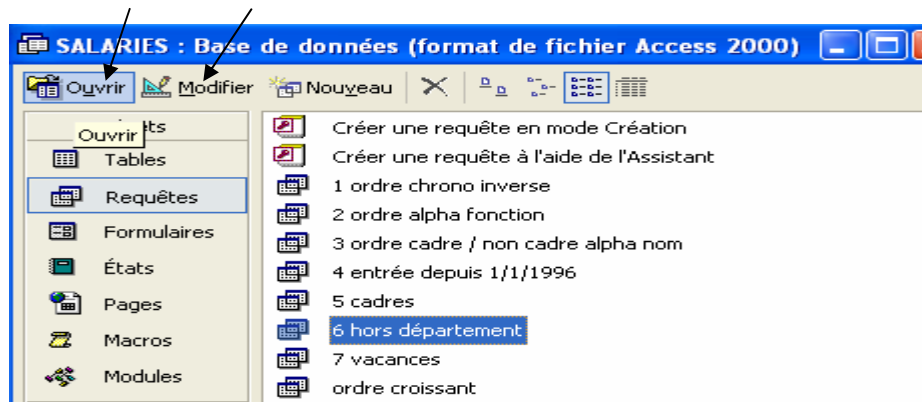 SALARIES : Base de données (format de fichier Access 2000)
Ouvrir Modifier Nouveau
Ouvrir
Tables
Requêtes
Formulaires
États
Pages
Macros
Modules
Créer une requête en mode Création
Créer une requête à l'aide de l'Assistant
1 ordre chrono inverse
2 ordre alpha fonction
3 ordre cadre / non cadre alpha nom
4 entrée depuis 1/1/1996
5 cadres
6 hors département
7 vacances
ordre croissant